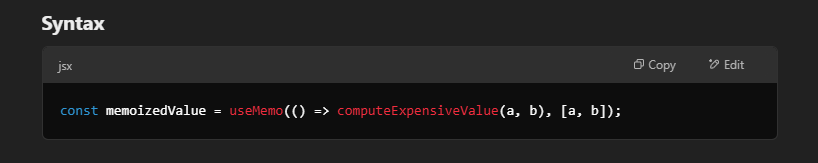 Syntax
jsx
Copy
Edit
const memoizedValue = useMemo(() => computeExpensiveValue(a, b), [a, b]);